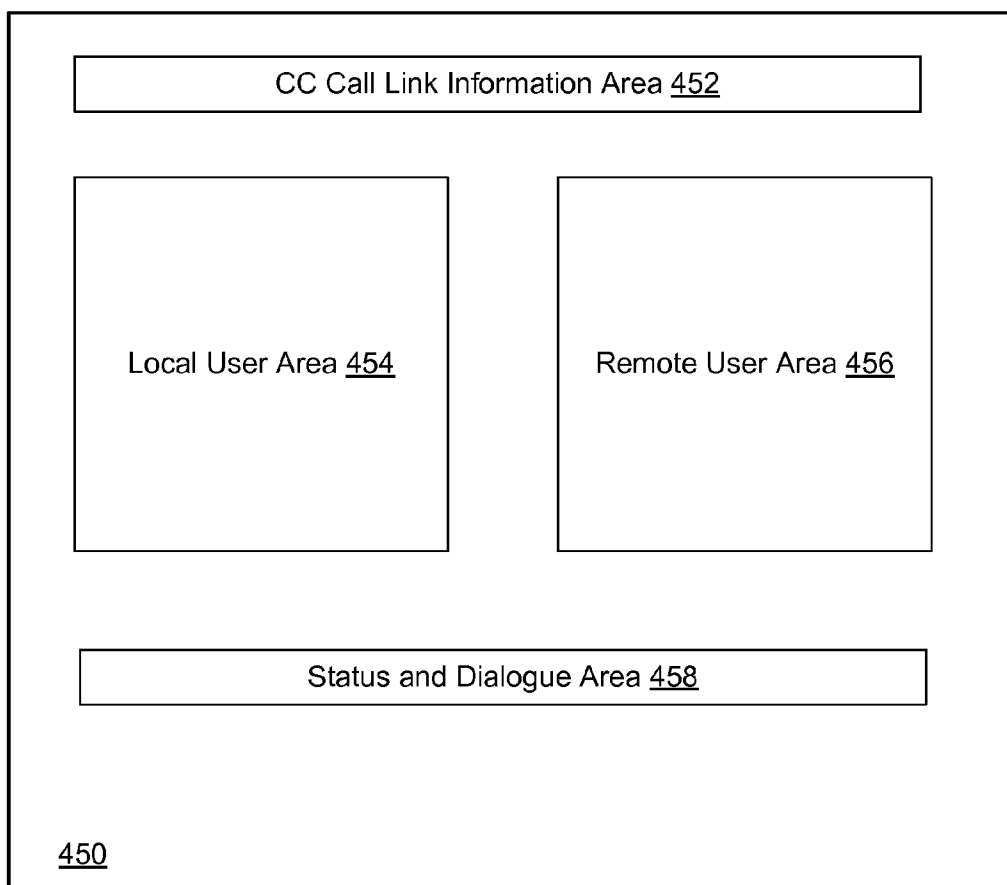 CC Call Link Information Area 452
Local User Area 454
Remote User Area 456
Status and Dialogue Area 458
450